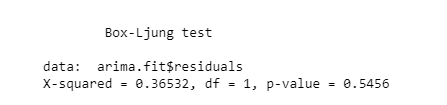 Box-Ljung test
data: arima.fit$residuals
X-squared = 0.36532, df = 1, p-value = 0.5456